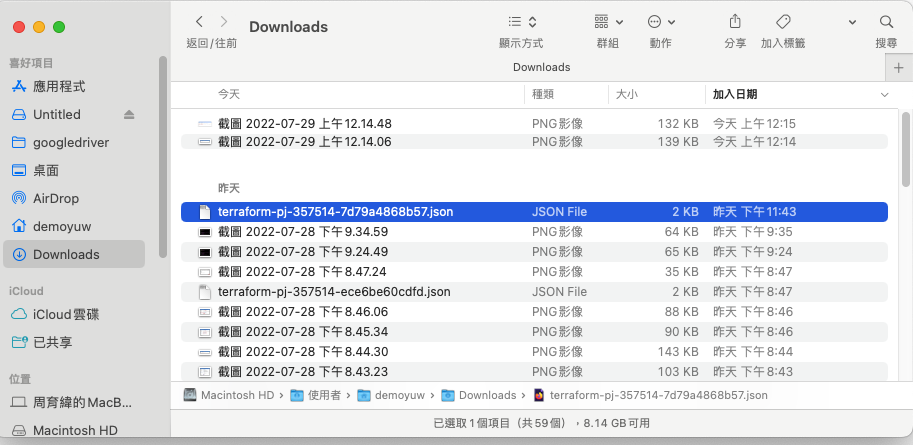 Downloads
返回/往前
顯示方式
群組
動作
分享
加入標籤
搜尋
Downloads
喜好項目
應用程式
Untitled
googledriver
桌面
AirDrop
demoyuw
Downloads
iCloud
iCloud雲碟
已共享
位置
周育緯的MacB...
Macintosh HD
今天 種類 大小 加入日期
截圖 2022-07-29 上午12.14.48 PNG影像 132 KB 今天 上午12:15
截圖 2022-07-29 上午12.14.06 PNG影像 139 KB 今天 上午12:14
昨天
terraform-pj-357514-7d79a4868b57.json JSON File 2 KB 昨天 下午11:43
截圖 2022-07-28 下午9.34.59 PNG影像 64 KB 昨天 下午9:35
截圖 2022-07-28 下午9.24.49 PNG影像 65 KB 昨天 下午9:24
截圖 2022-07-28 下午8.47.24 PNG影像 35 KB 昨天 下午8:47
terraform-pj-357514-ece6be60cdfd.json JSON File 2 KB 昨天 下午8:47
截圖 2022-07-28 下午8.46.06 PNG影像 88 KB 昨天 下午8:46
截圖 2022-07-28 下午8.45.34 PNG影像 90 KB 昨天 下午8:46
截圖 2022-07-28 下午8.44.30 PNG影像 143 KB 昨天 下午8:44
截圖 2022-07-28 下午8.43.23 PNG影像 103 KB 昨天 下午8:43
Macintosh HD › 使用者 › demoyuw › Downloads › terraform-pj-357514-7d79a4868b57.json
已選取1個項目（共59個），8.14 GB可用